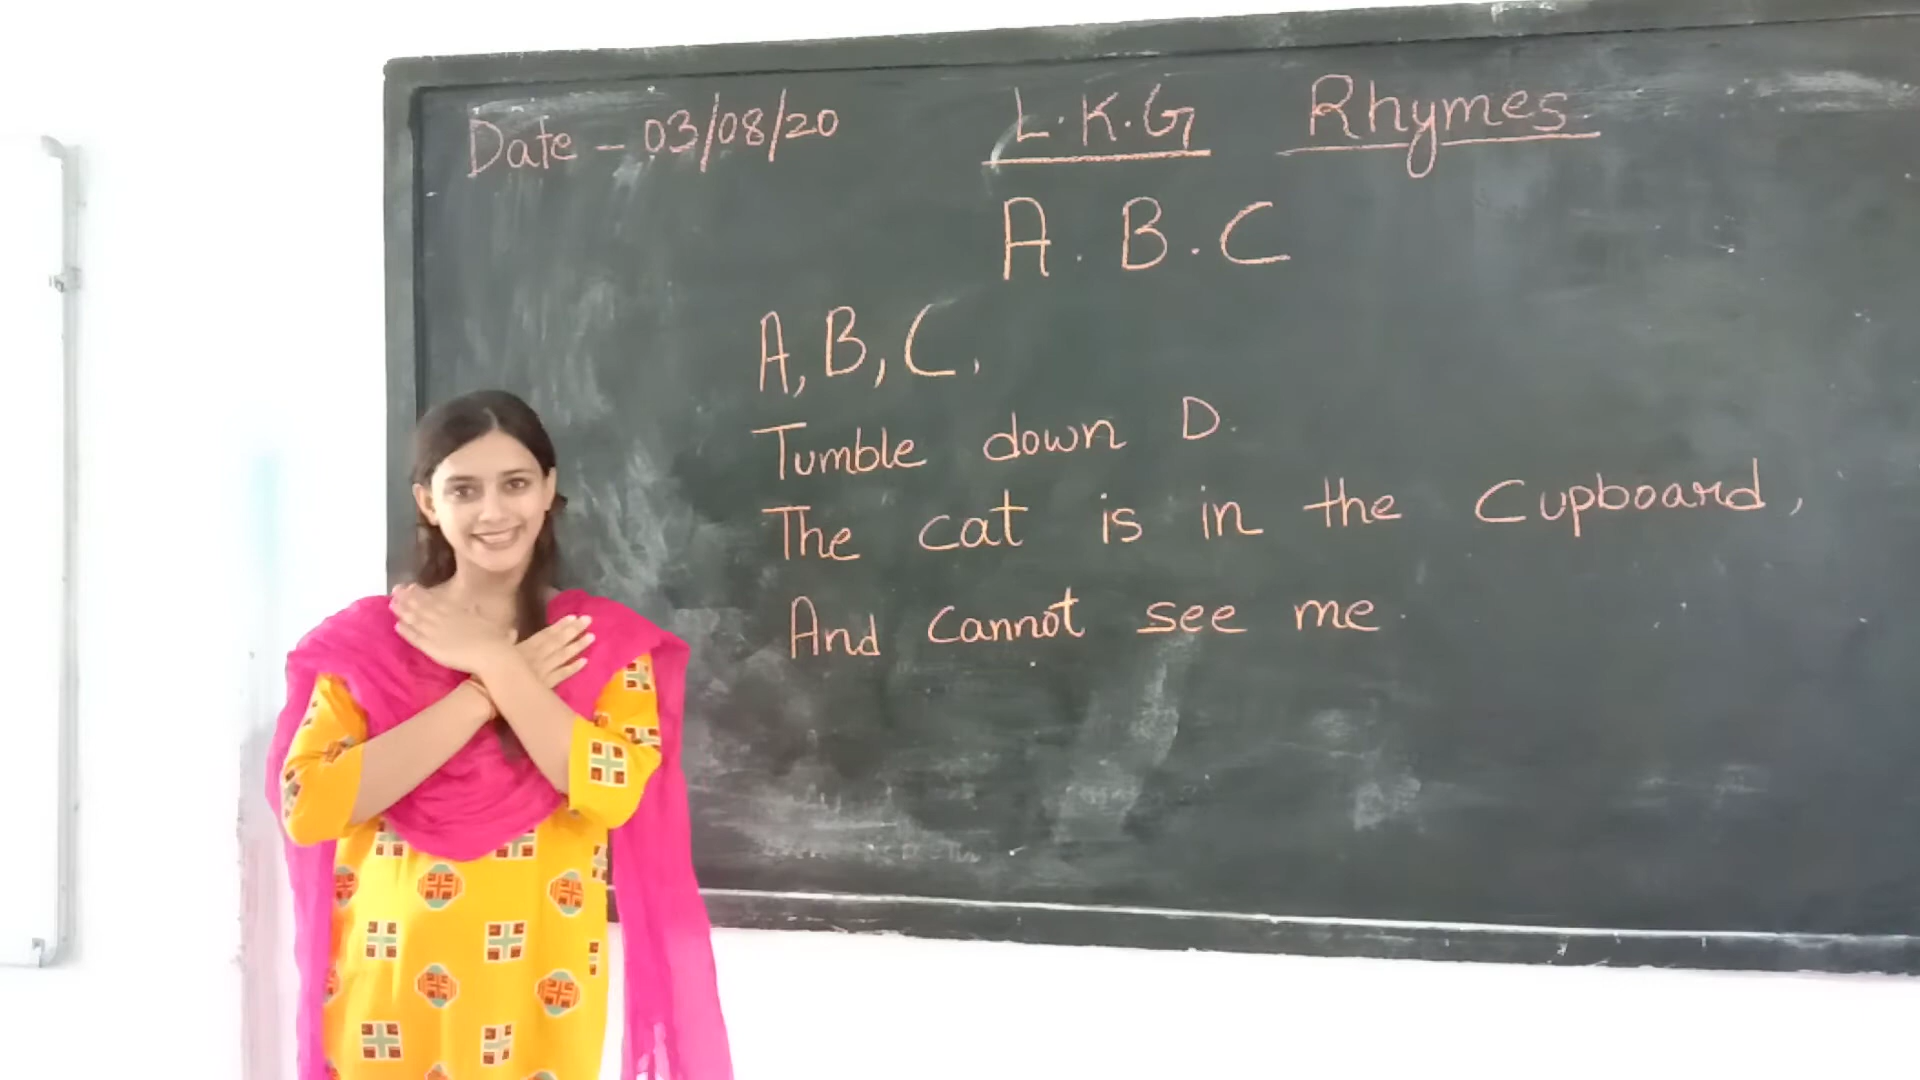 Date - 03/08/20 L.K.G Rhymes
A.B.C
A, B, C,
Tumble down D.
The cat is in the Cupboard,
And cannot see me.